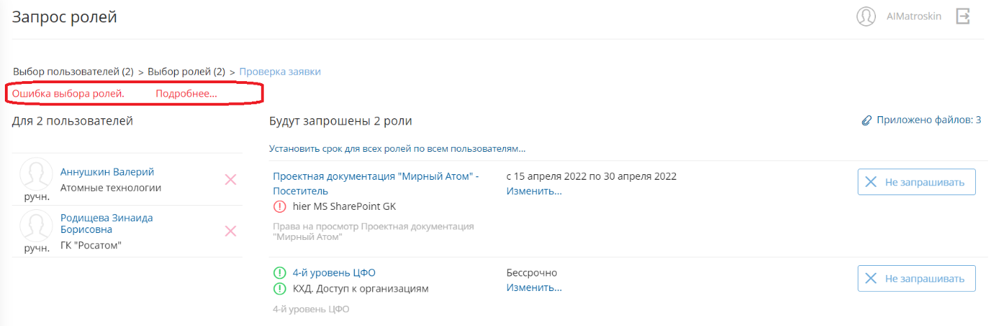 Запрос ролей
AIMatroskin
Выбор пользователей (2) > Выбор ролей (2) > Проверка заявки
Ошибка выбора ролей. Подробнее...
Для 2 пользователей
Будут запрошены 2 роли
Приложено файлов: 3
Установить срок для всех ролей по всем пользователям...
Аннушкин Валерий
Атомные технологии
ручн.
Родищева Зинаида
Борисовна
ГК "Росатом"
ручн.
Проектная документация "Мирный Атом" -
Посетитель
hier MS SharePoint GK
Права на просмотр Проектная документация
"Мирный Атом"
с 15 апреля 2022 по 30 апреля 2022
Изменить...
Не запрашивать
4-й уровень ЦФО
КХД. Доступ к организациям
4-й уровень ЦФО
Бессрочно
Изменить...
Не запрашивать